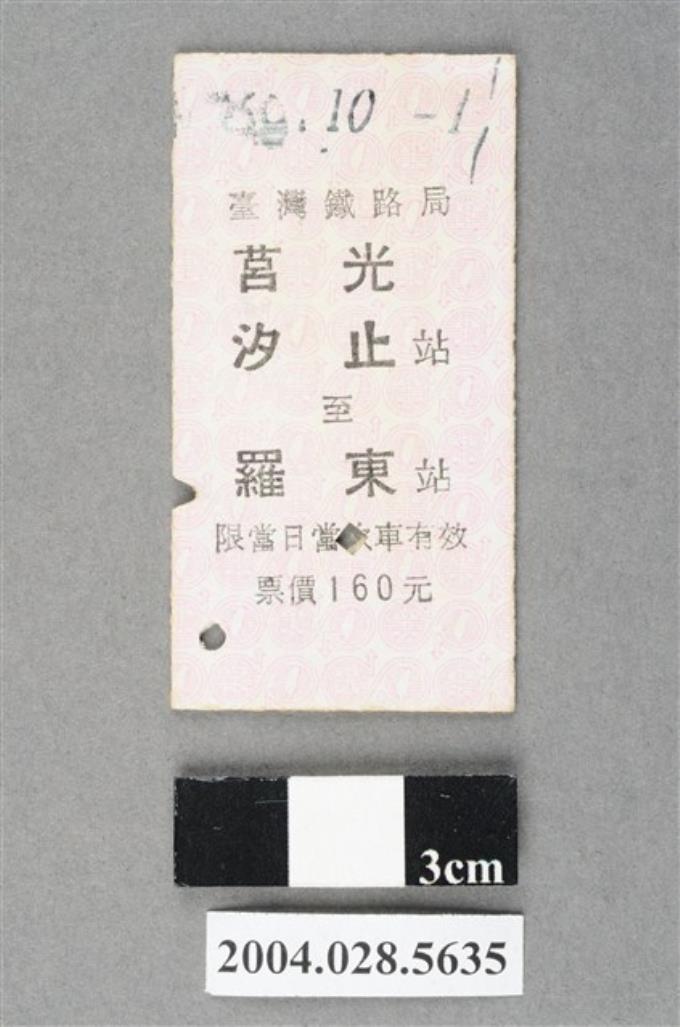 .10 -1
臺灣鐵路局
莒光
汐止站
至
羅東站
限當日當次車有效
票價160元
3cm
2004.028.5635